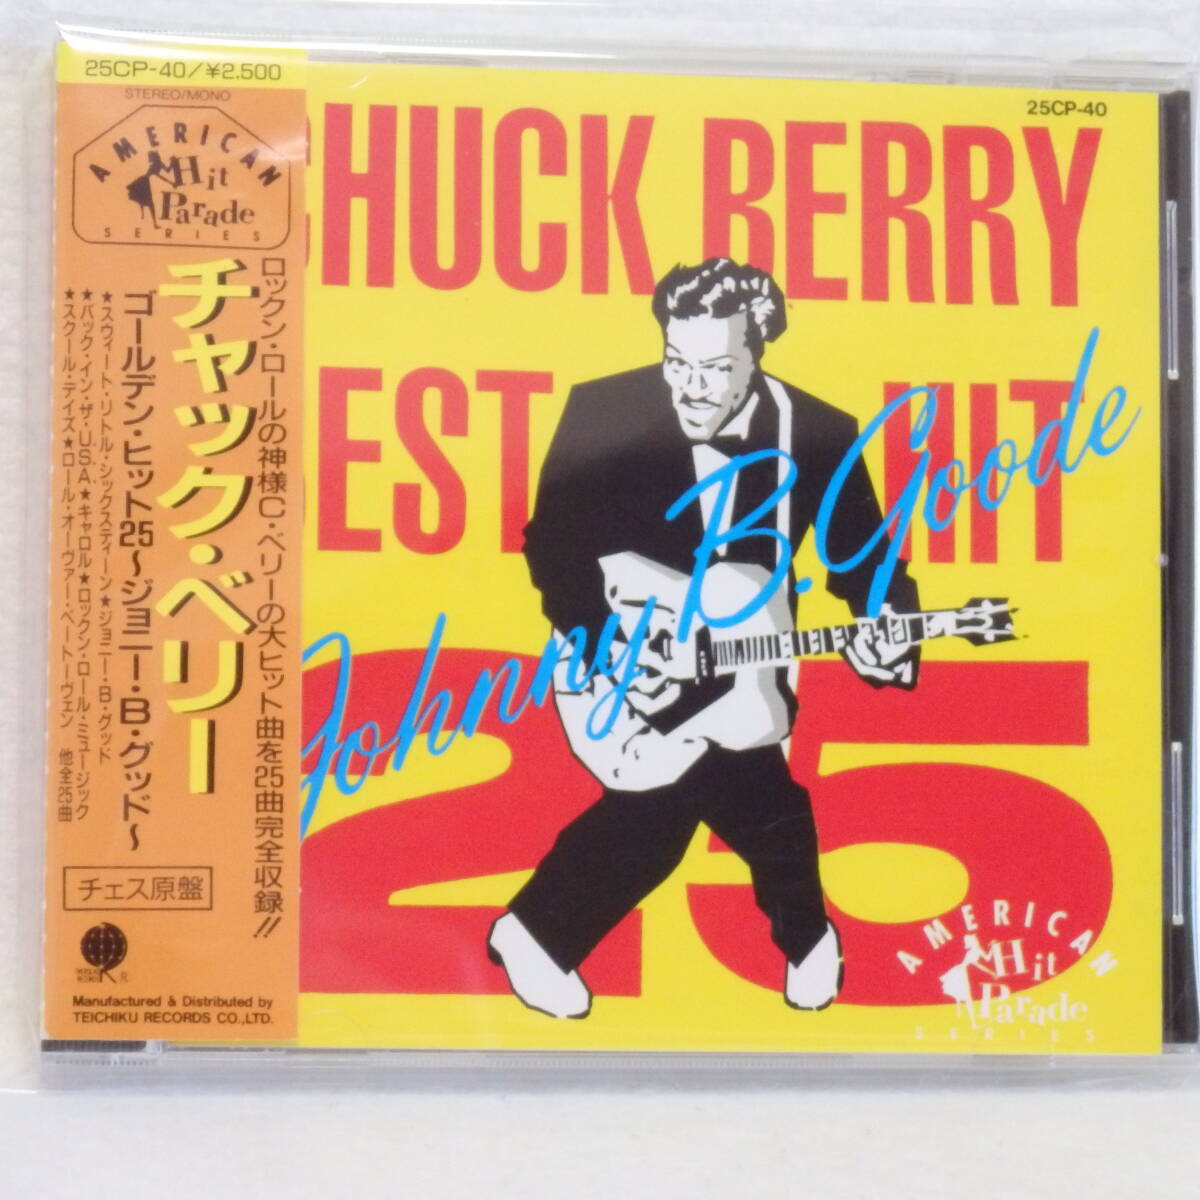 25CP-40/¥2.500
STEREO/MONO
AMERICAN
Hit
Parade
SERIES
ロックン・ロールの神様C・ベリーの大ヒット曲を25曲完全収録!!
チャック・ベリー
ゴールデン・ヒット25〜ジョニー・B・グッド〜
★スウィート・リトル・シックスティーン★ジョニー・B・グッド
★バック・イン・ザ・U.S.A.★キャロル★ロックン・ロール・ミュージック
★スクール・デイズ★ロール・オーヴァー・ベートーヴェン 他全25曲
チェス原盤
R
Manufactured & Distributed by
TEICHIKU RECORDS CO.,LTD.
25CP-40
CHUCK BERRY
BEST HIT
Johnny B. Goode
25
AMERICAN
Hit
Parade
SERIES